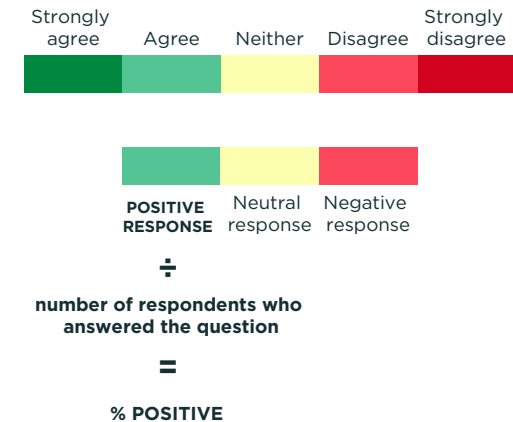 Strongly agree
Agree
Neither
Disagree
Strongly disagree
POSITIVE RESPONSE
Neutral response
Negative response
÷
number of respondents who
answered the question
=
% POSITIVE